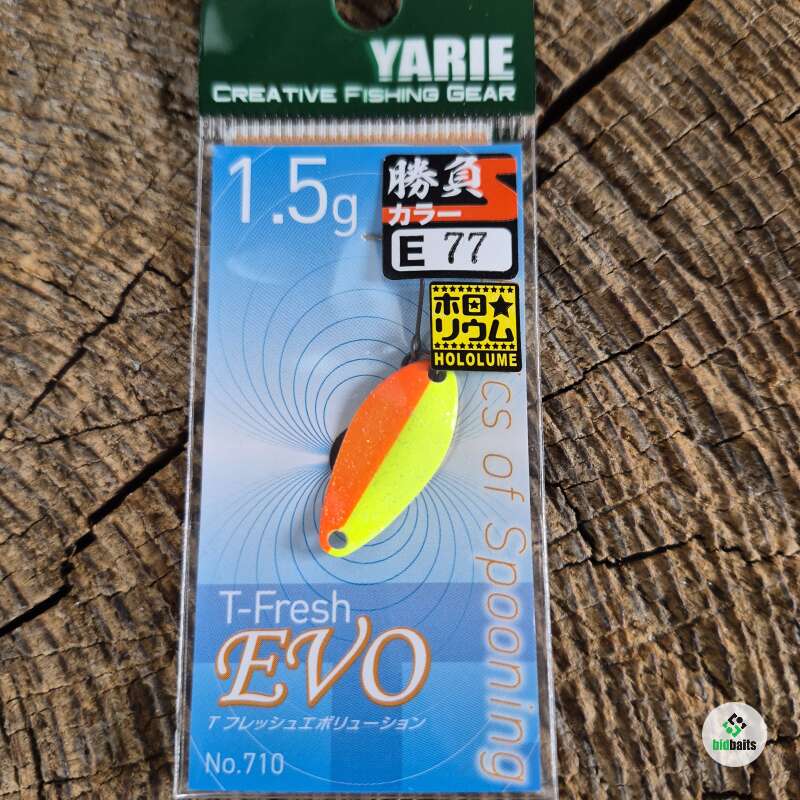 YARIE
CREATIVE FISHING GEAR
1.5g
勝負
カラー
E 77
ホロ★
リウム
HOLOLUME
cs of Spooning
T-Fresh
EVO
Tフレッシュエボリューション
No.710
bidbaits